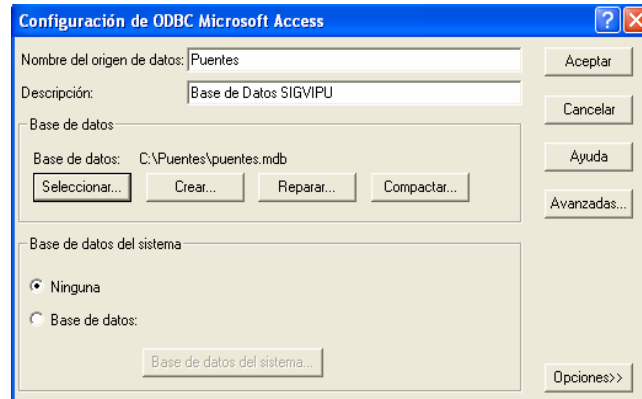 Configuración de ODBC Microsoft Access
Nombre del origen de datos: Puentes
Aceptar
Descripción: Base de Datos SIGVIPU
Cancelar
Base de datos
Base de datos: C:\Puentes\puentes.mdb
Ayuda
Seleccionar... Crear... Reparar... Compactar...
Avanzadas...
Base de datos del sistema
Ninguna
Base de datos:
Base de datos del sistema...
Opciones>>